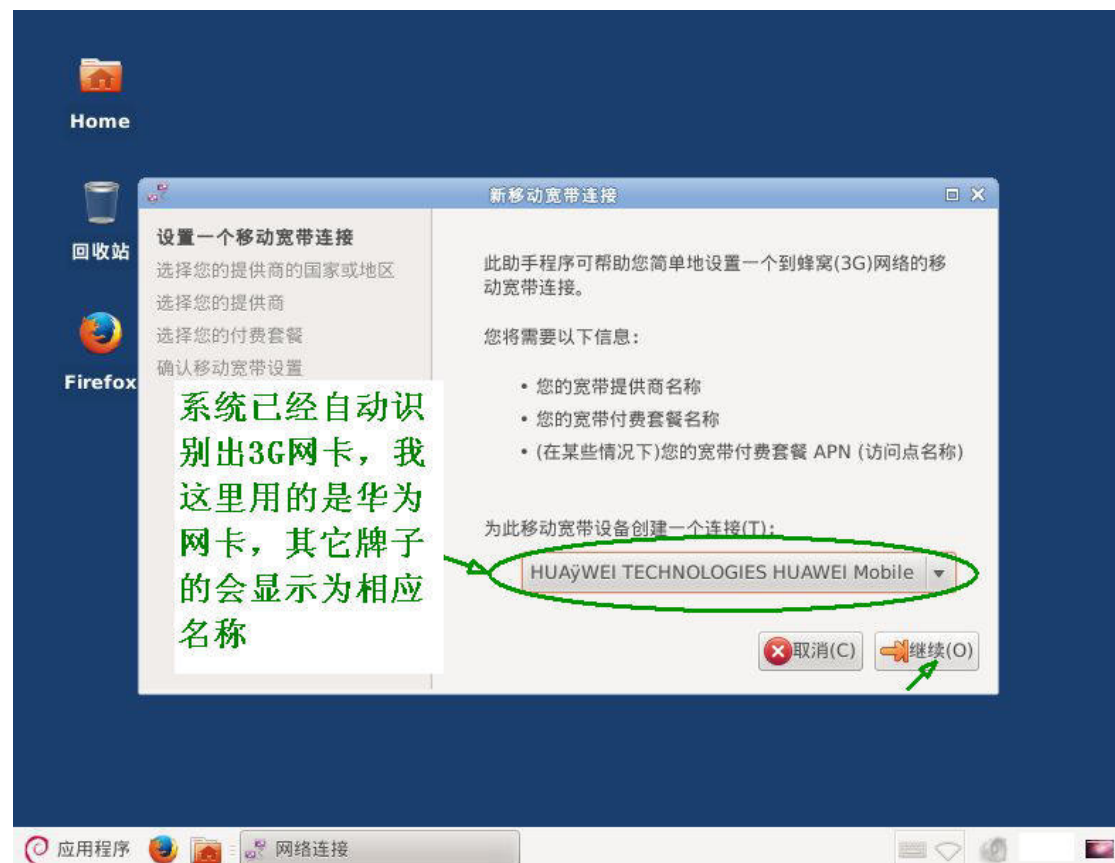 Home
回收站
Firefox
新移动宽带连接
设置一个移动宽带连接
选择您的提供商的国家或地区
选择您的提供商
选择您的付费套餐
确认移动宽带设置
系统已经自动识
别出3G网卡，我
这里用的是华为
网卡，其它牌子
的会显示为相应
名称
此助手程序可帮助您简单地设置一个到蜂窝(3G)网络的移
动宽带连接。
您将需要以下信息：
• 您的宽带提供商名称
• 您的宽带付费套餐名称
• (在某些情况下)您的宽带付费套餐 APN (访问点名称)
为此移动宽带设备创建一个连接(T)：
HUAÿWEI TECHNOLOGIES HUAWEI Mobile
取消(C)
继续(O)
应用程序
网络连接